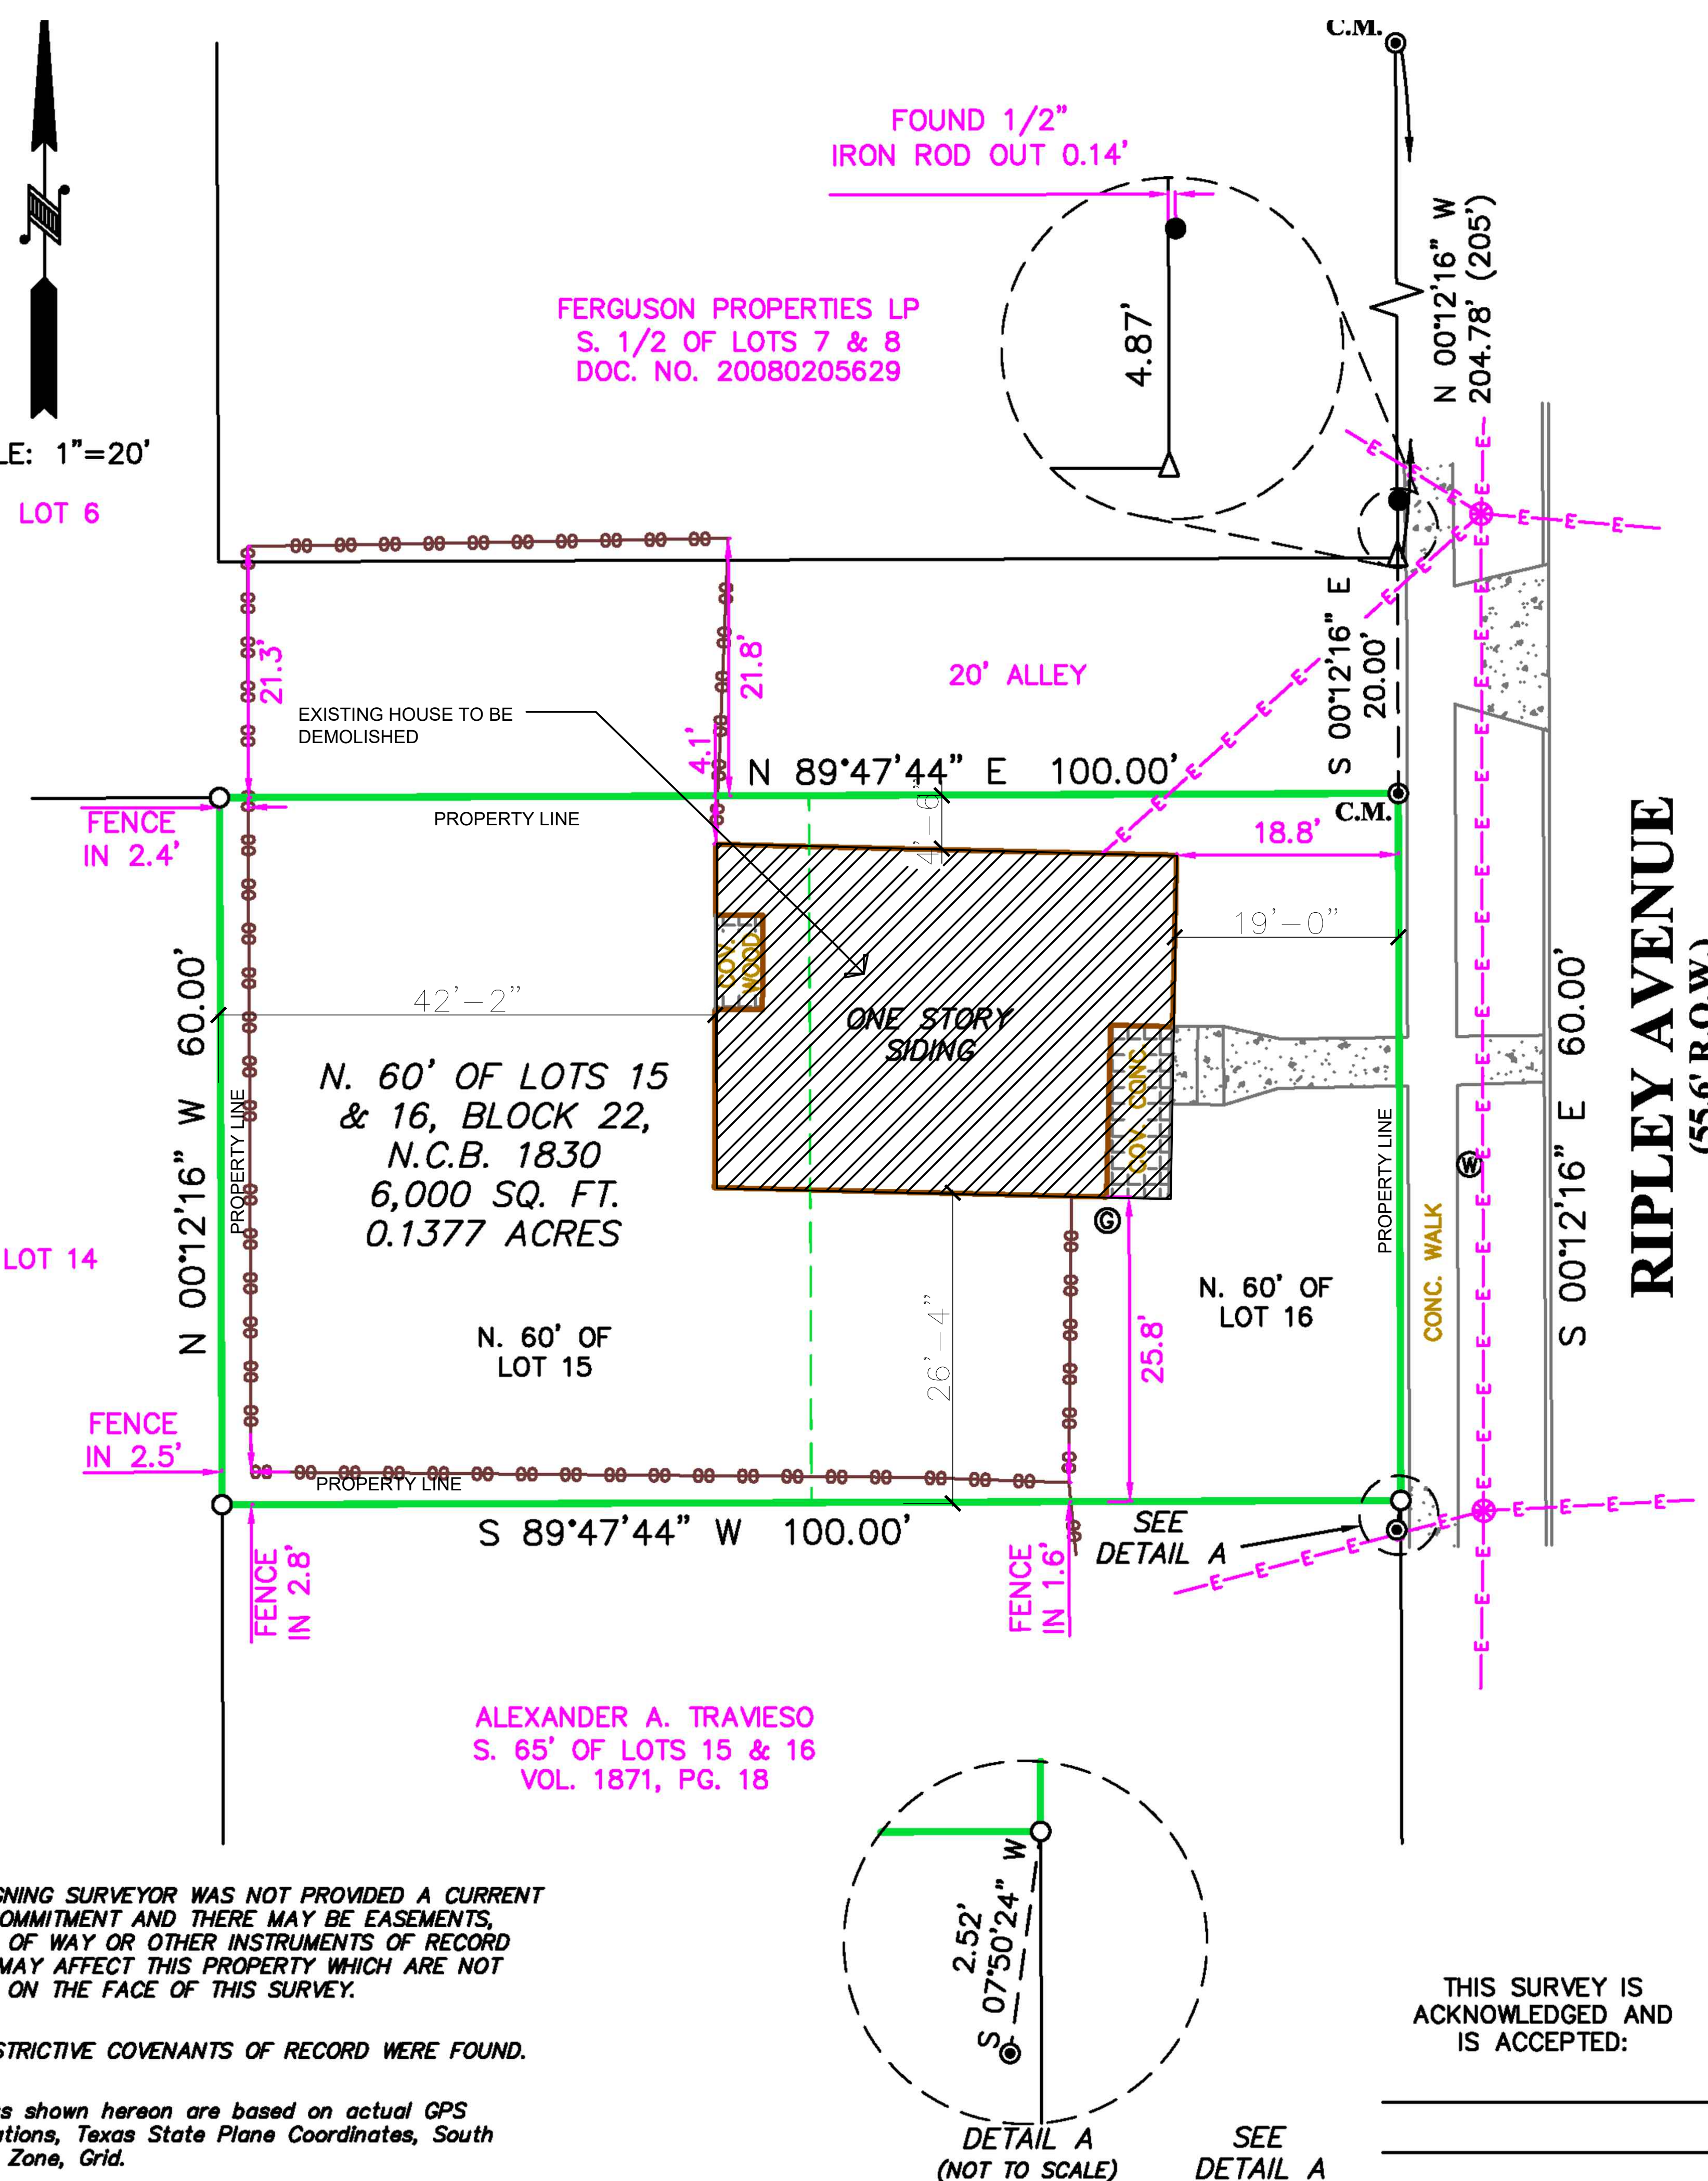 C.M.
FOUND 1/2"
IRON ROD OUT 0.14'
4.87'
N 00°12'16" W
204.78' (205')
FERGUSON PROPERTIES LP
S. 1/2 OF LOTS 7 & 8
DOC. NO. 20080205629
LE: 1"=20'
LOT 6
21.3'
21.8'
4.1'
20' ALLEY
S 00°12'16" E
20.00'
EXISTING HOUSE TO BE
DEMOLISHED
N 89°47'44" E 100.00'
PROPERTY LINE
C.M.
FENCE
IN 2.4'
4'-6"
18.8'
19'-0"
COV.
WOOD
42'-2"
ONE STORY
SIDING
COV. CONC.
N 00°12'16" W 60.00'
PROPERTY LINE
N. 60' OF LOTS 15
& 16, BLOCK 22,
N.C.B. 1830
6,000 SQ. FT.
0.1377 ACRES
LOT 14
N. 60' OF
LOT 15
26'-4"
G
25.8'
N. 60' OF
LOT 16
PROPERTY LINE
CONC. WALK
W
S 00°12'16" E 60.00'
RIPLEY AVENUE
(55.6' R.O.W.)
E E E E E E
FENCE
IN 2.5'
PROPERTY LINE
S 89°47'44" W 100.00'
SEE
DETAIL A
FENCE
IN 2.8'
FENCE
IN 1.6'
ALEXANDER A. TRAVIESO
S. 65' OF LOTS 15 & 16
VOL. 1871, PG. 18
2.52'
S 07°50'24" W
DETAIL A
(NOT TO SCALE)
SEE
DETAIL A
GNING SURVEYOR WAS NOT PROVIDED A CURRENT
OMMITMENT AND THERE MAY BE EASEMENTS,
OF WAY OR OTHER INSTRUMENTS OF RECORD
MAY AFFECT THIS PROPERTY WHICH ARE NOT
ON THE FACE OF THIS SURVEY.
STRICTIVE COVENANTS OF RECORD WERE FOUND.
s shown hereon are based on actual GPS
ations, Texas State Plane Coordinates, South
Zone, Grid.
THIS SURVEY IS
ACKNOWLEDGED AND
IS ACCEPTED: